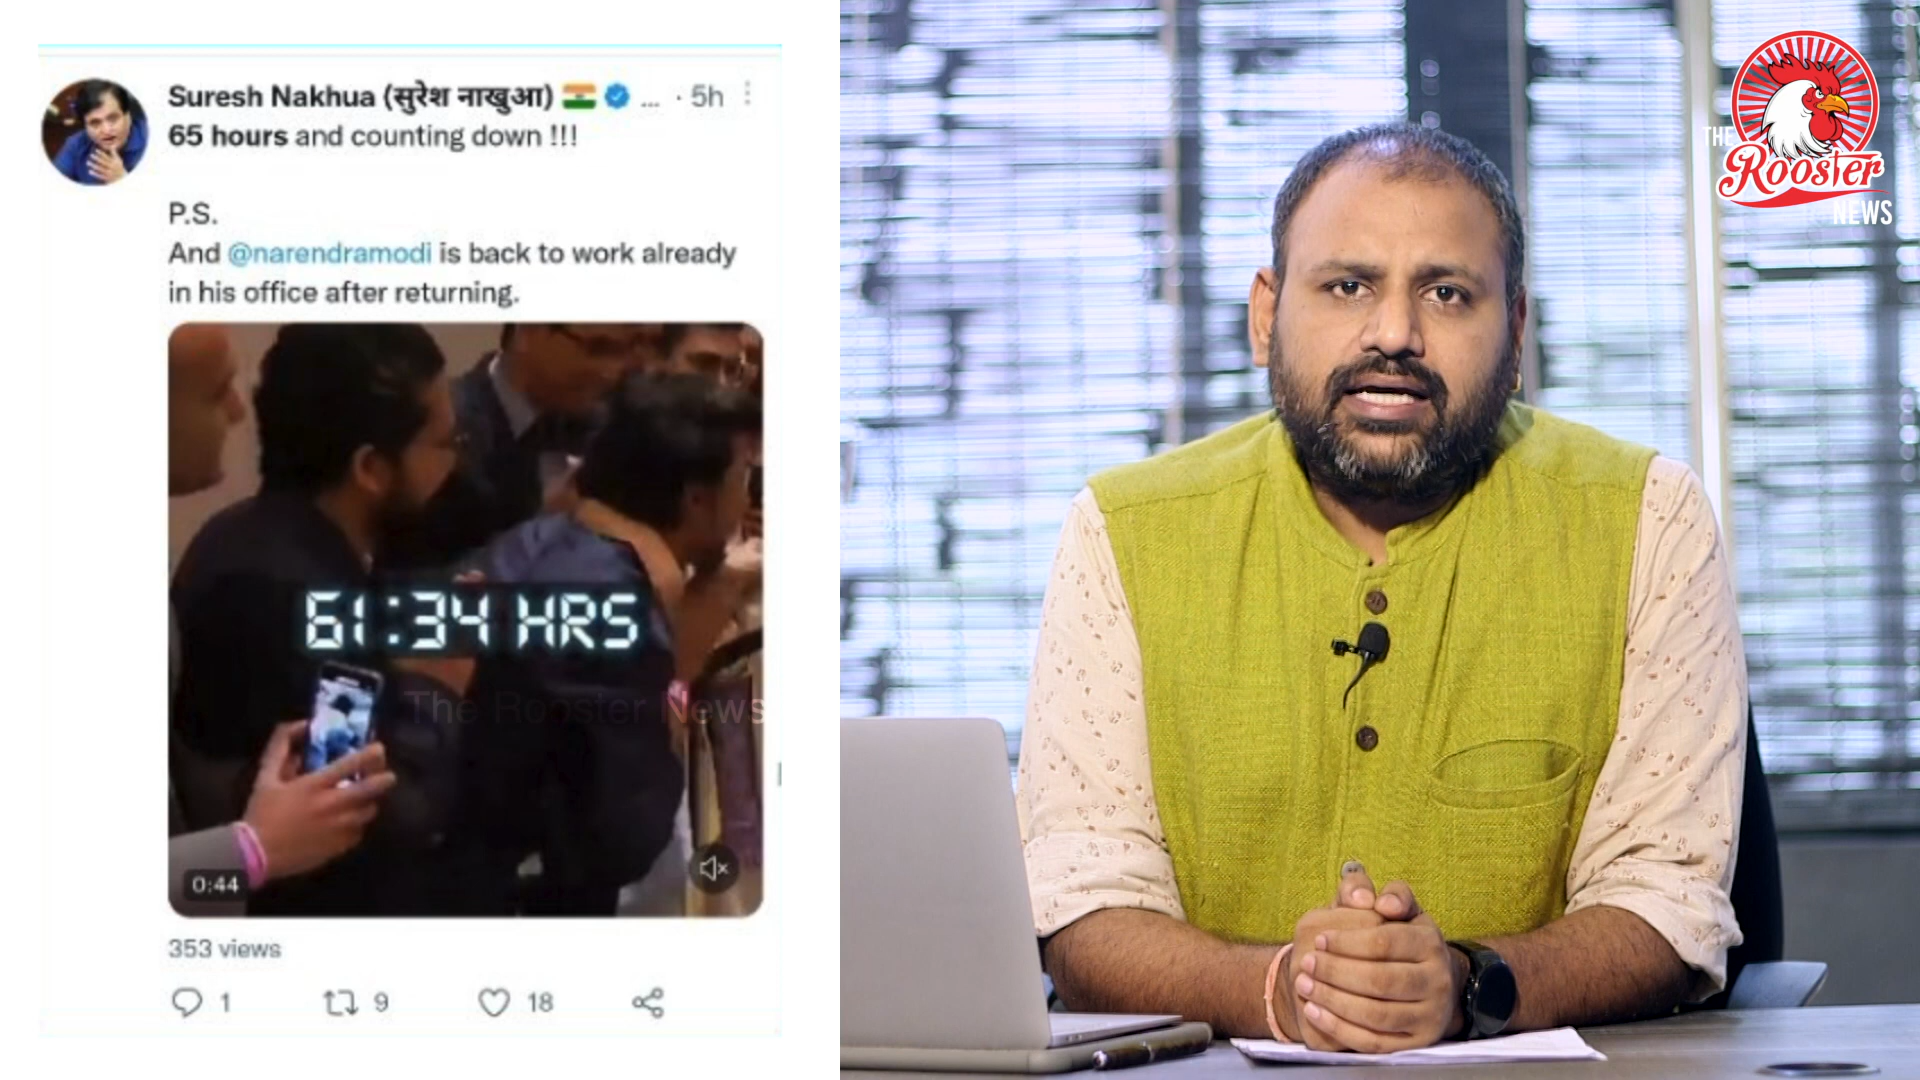 Suresh Nakhua (सुरेश नाखुआ) ... · 5h
65 hours and counting down !!!
P.S.
And @narendramodi is back to work already
in his office after returning.
61:34 HRS
The Rooster News
0:44
353 views
1 9 18
THE
Rooster
NEWS